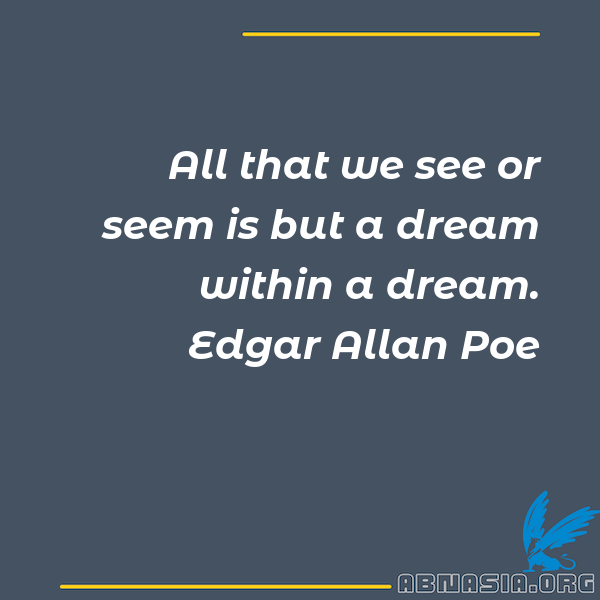 All that we see or
seem is but a dream
within a dream.
Edgar Allan Poe
ABNASIA.ORG